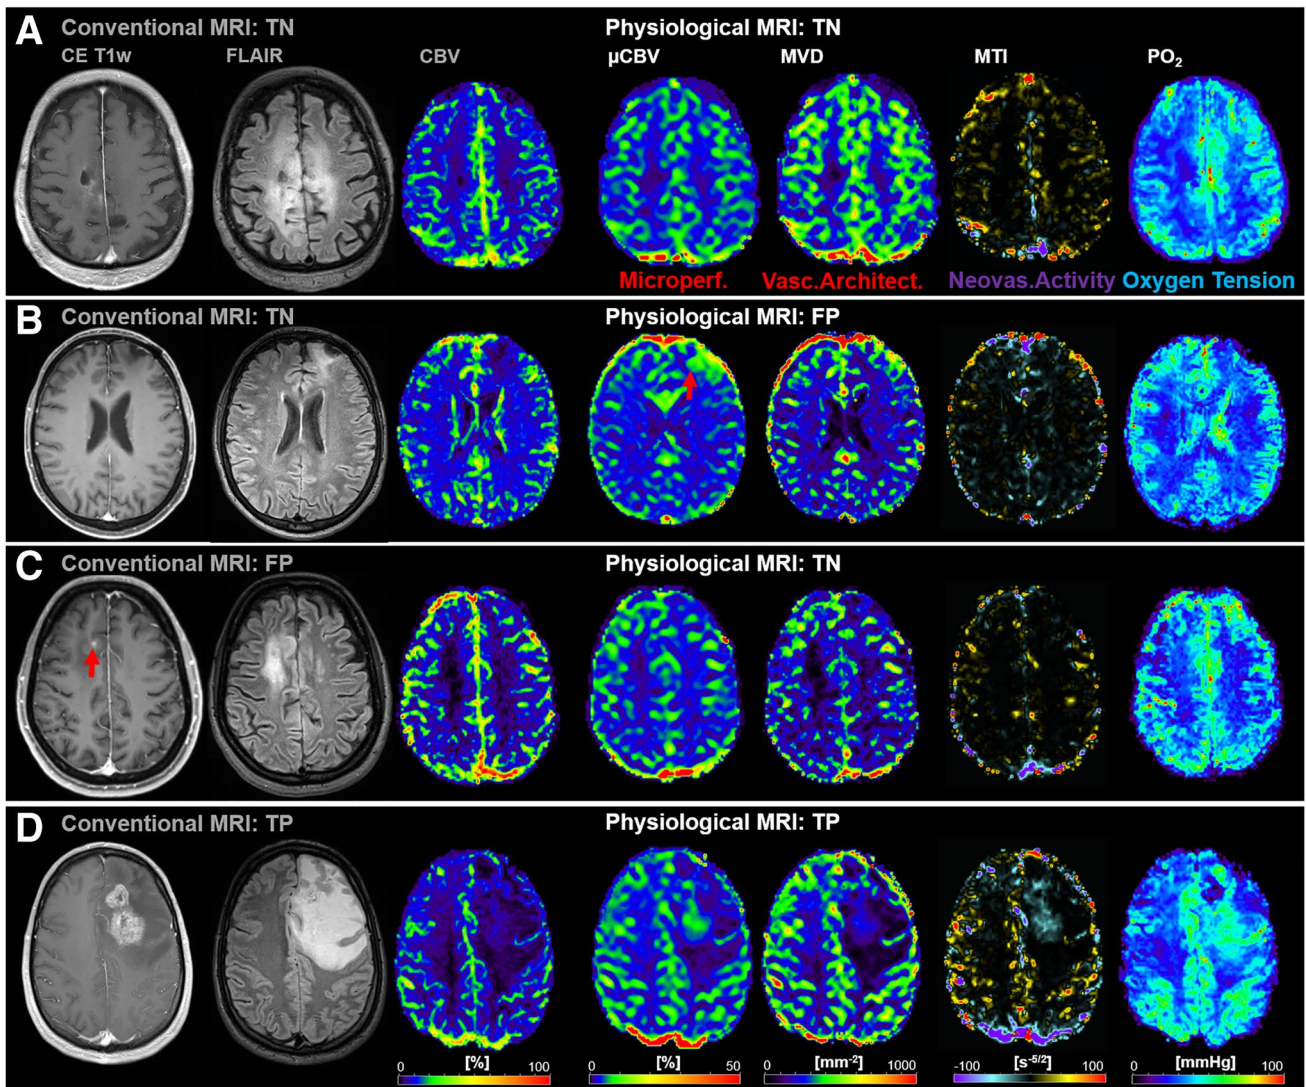 A Conventional MRI: TN Physiological MRI: TN
CE T1w FLAIR CBV µCBV MVD MTI PO2
Microperf. Vasc.Architect. Neovas.Activity Oxygen Tension
B Conventional MRI: TN Physiological MRI: FP
C Conventional MRI: FP Physiological MRI: TN
D Conventional MRI: TP Physiological MRI: TP
[%] [%] [mm-2] [s-5/2] [mmHg]
0 100 0 50 0 1000 -100 100 0 100